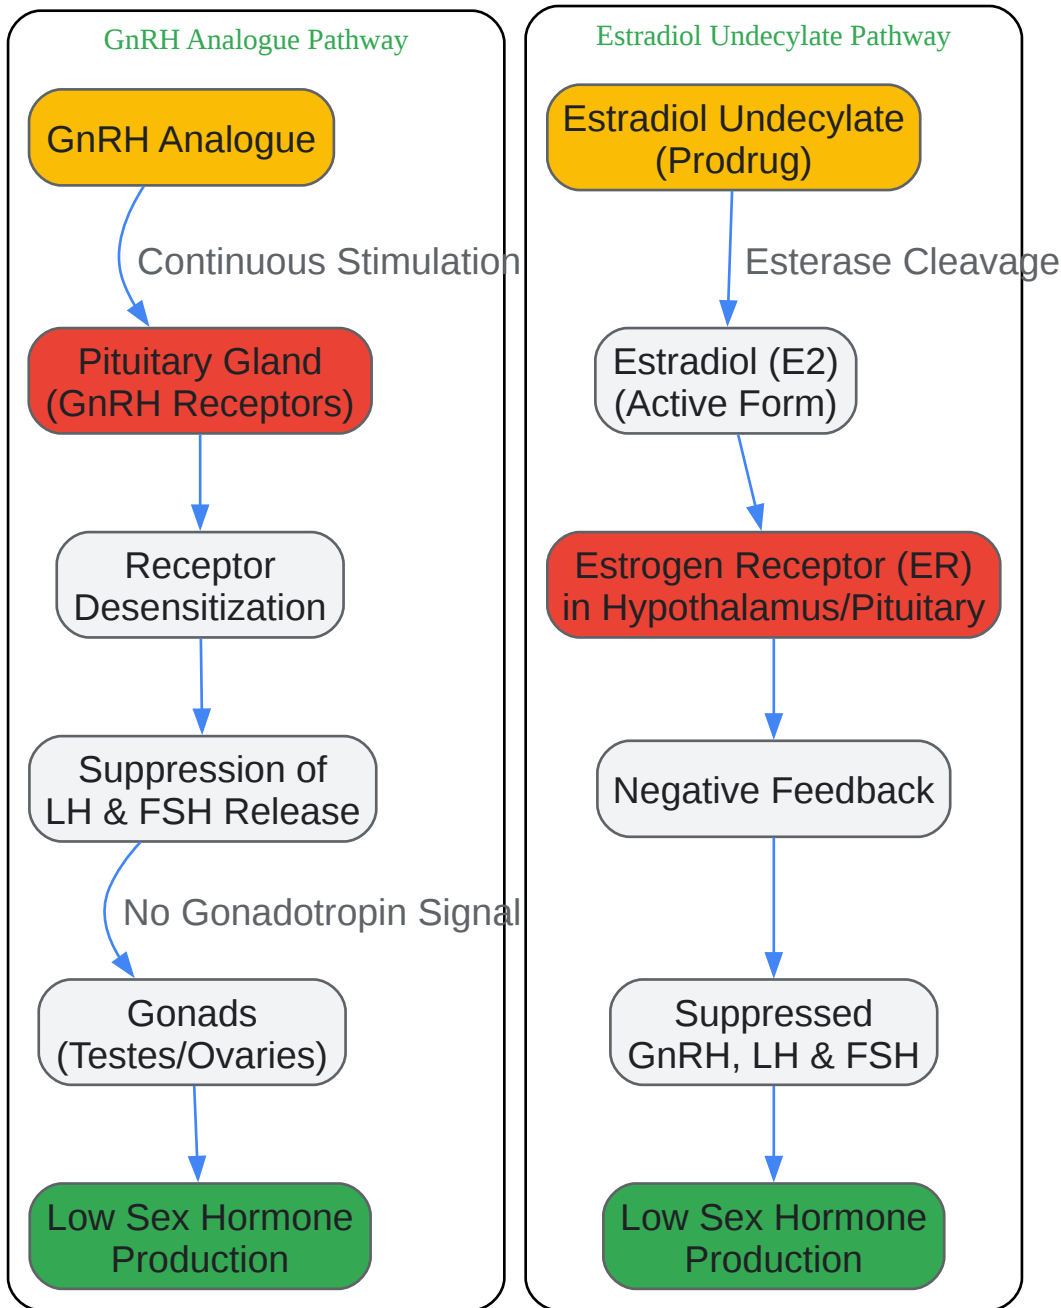 GnRH Analogue Pathway
GnRH Analogue
Continuous Stimulation
Pituitary Gland
(GnRH Receptors)
Receptor
Desensitization
Suppression of
LH & FSH Release
No Gonadotropin Signal
Gonads
(Testes/Ovaries)
Low Sex Hormone
Production
Estradiol Undecylate Pathway
Estradiol Undecylate
(Prodrug)
Esterase Cleavage
Estradiol (E2)
(Active Form)
Estrogen Receptor (ER)
in Hypothalamus/Pituitary
Negative Feedback
Suppressed
GnRH, LH & FSH
Low Sex Hormone
Production